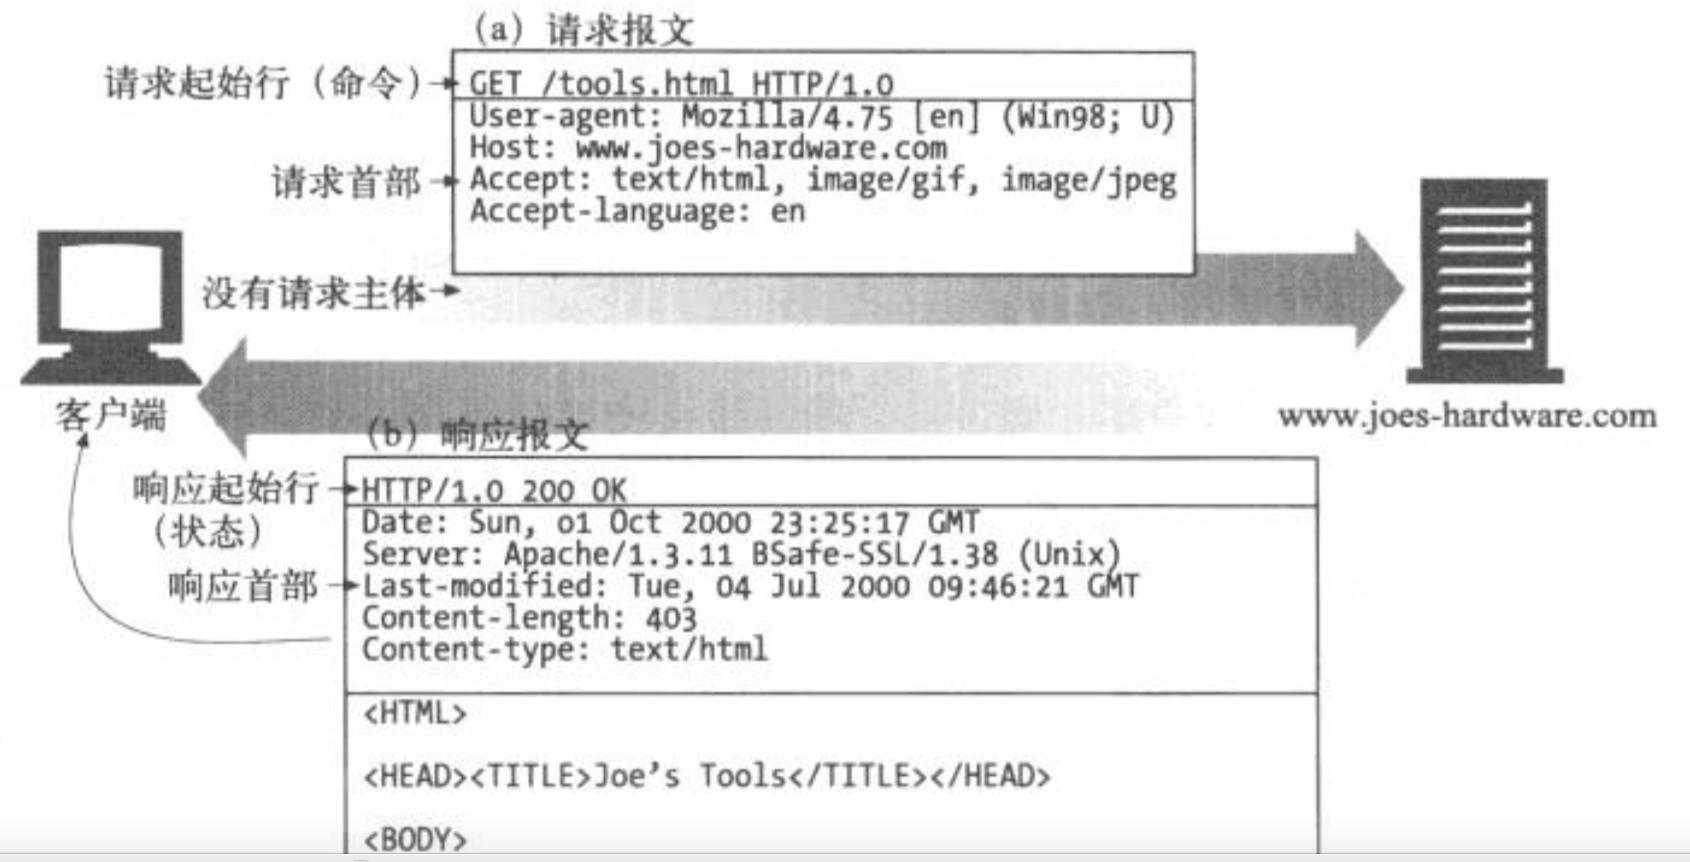 (a) 请求报文
请求起始行（命令）
GET /tools.html HTTP/1.0
User-agent: Mozilla/4.75 [en] (Win98; U)
Host: www.joes-hardware.com
请求首部
Accept: text/html, image/gif, image/jpeg
Accept-language: en
没有请求主体
客户端
www.joes-hardware.com
(b) 响应报文
响应起始行
（状态）
HTTP/1.0 200 OK
Date: Sun, 01 Oct 2000 23:25:17 GMT
Server: Apache/1.3.11 BSafe-SSL/1.38 (Unix)
响应首部
Last-modified: Tue, 04 Jul 2000 09:46:21 GMT
Content-length: 403
Content-type: text/html
<HTML>
<HEAD><TITLE>Joe's Tools</TITLE></HEAD>
<BODY>